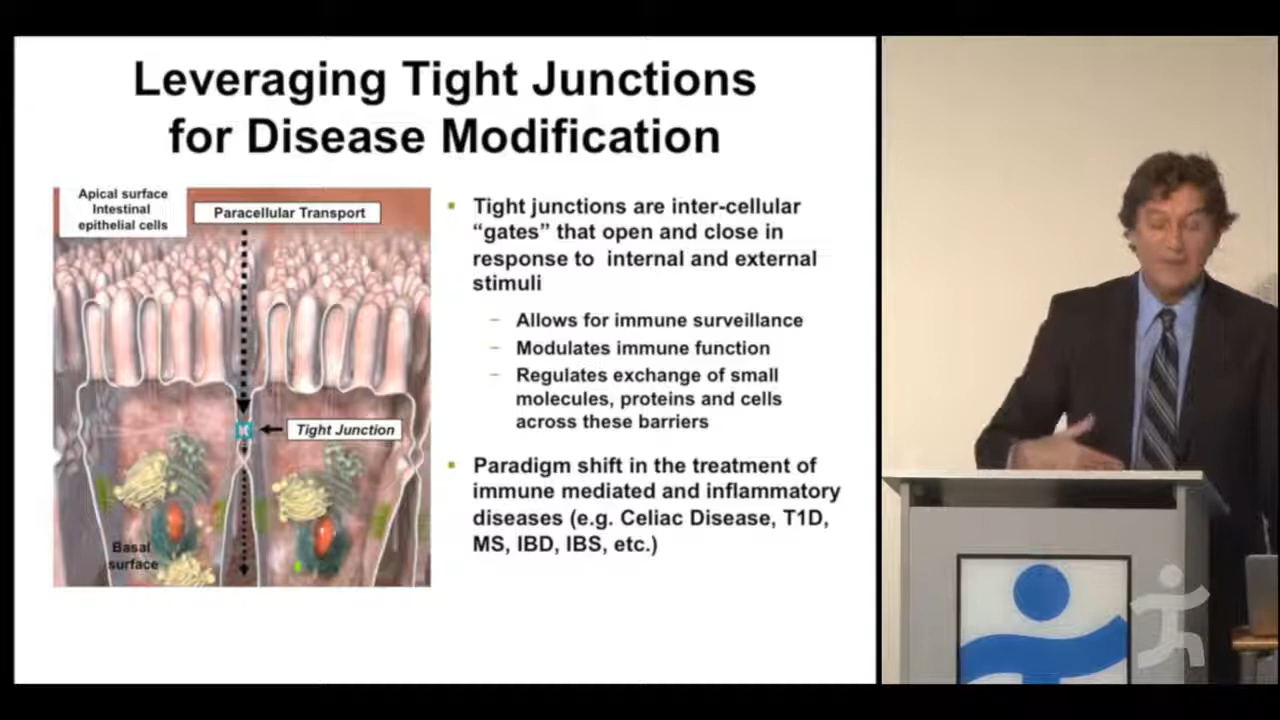 Leveraging Tight Junctions
for Disease Modification
Apical surface
Intestinal
epithelial cells
Paracellular Transport
Tight Junction
Basal
surface
▪ Tight junctions are inter-cellular
“gates” that open and close in
response to internal and external
stimuli
– Allows for immune surveillance
– Modulates immune function
– Regulates exchange of small
molecules, proteins and cells
across these barriers
▪ Paradigm shift in the treatment of
immune mediated and inflammatory
diseases (e.g. Celiac Disease, T1D,
MS, IBD, IBS, etc.)